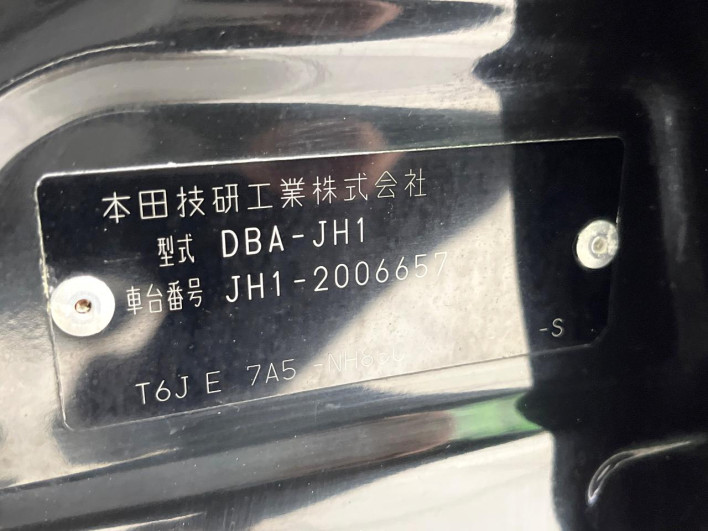 本田技研工業株式会社
型式 DBA-JH1
車台番号 JH1-2006657
T6J E 7A5 -S